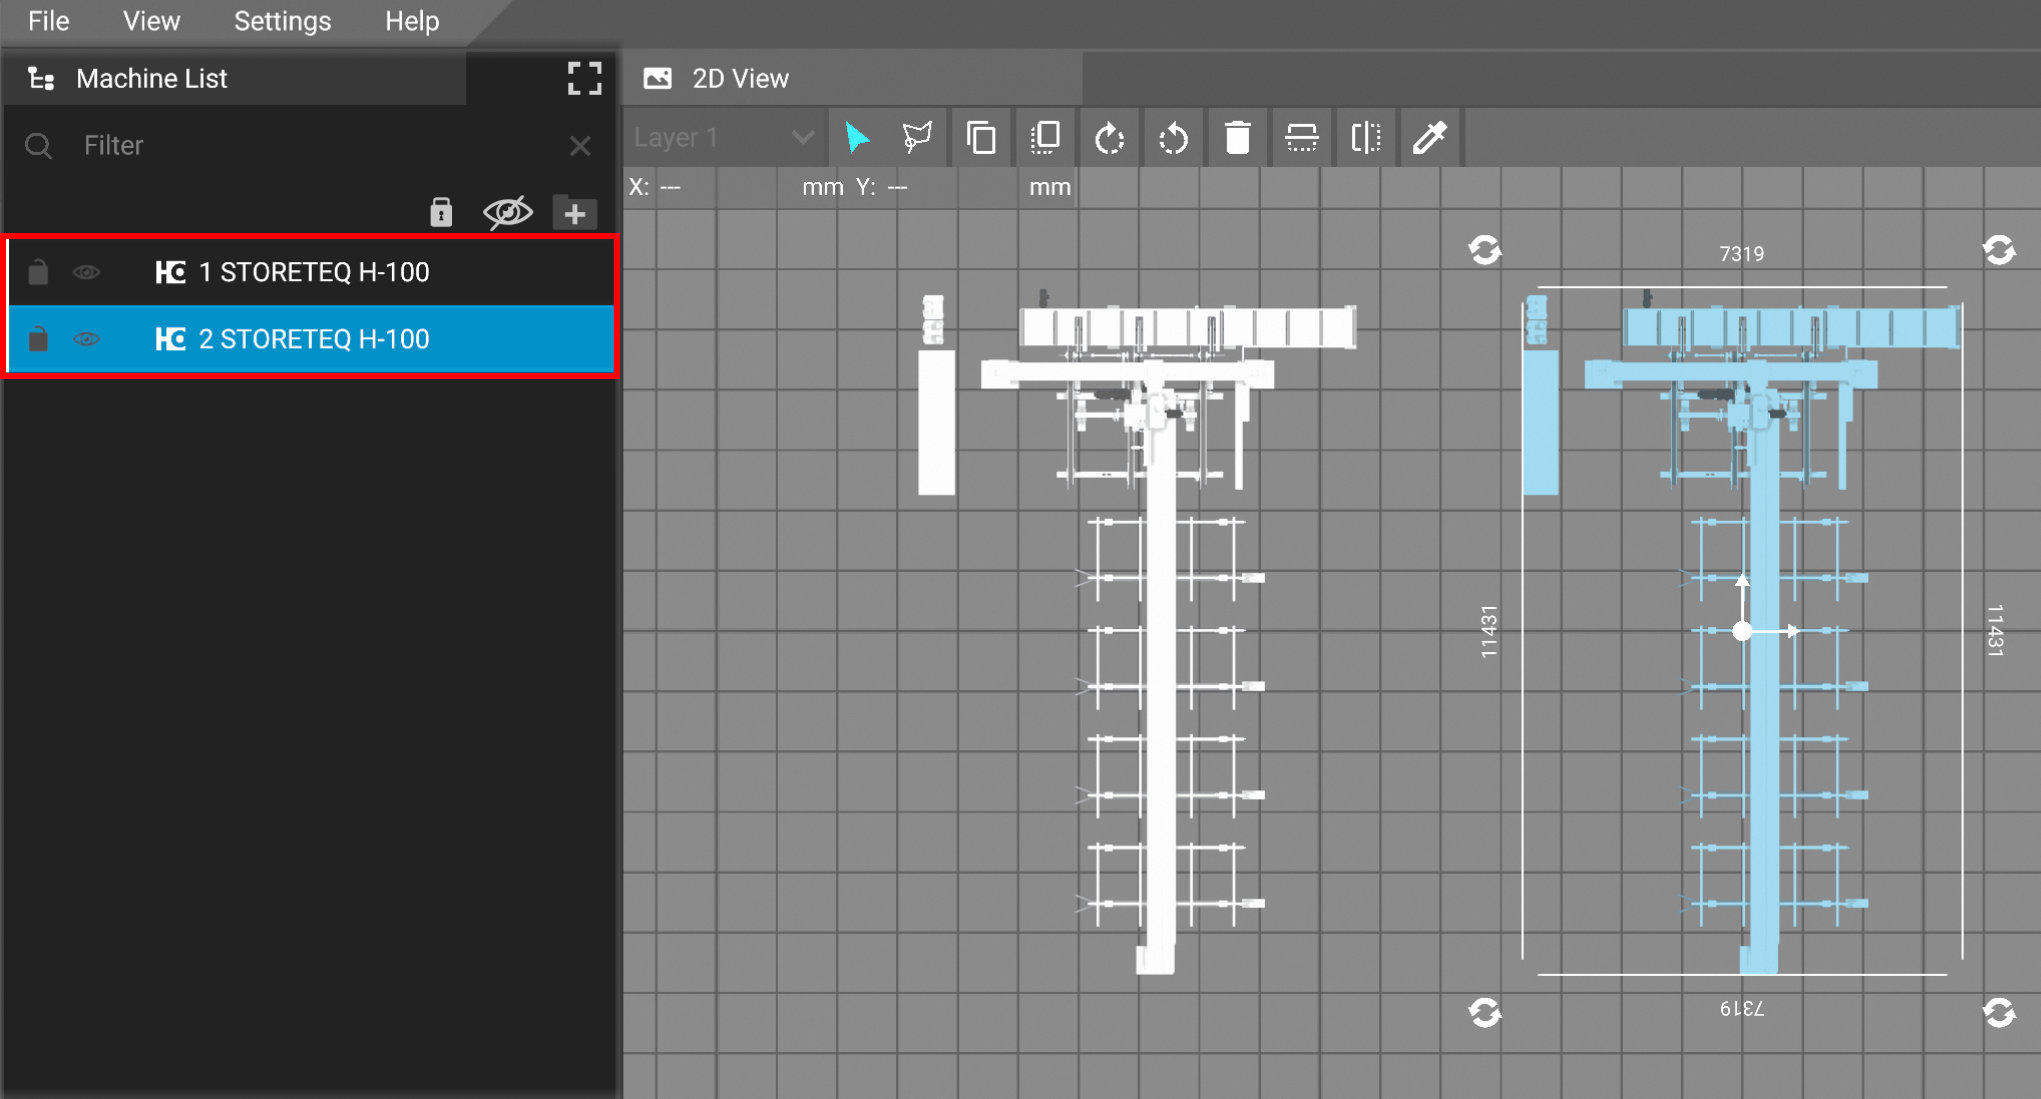 File View Settings Help
Machine List
2D View
Filter
Layer 1
X: --- mm Y: --- mm
1 STORETEQ H-100
2 STORETEQ H-100
7319
11431
11431
7319